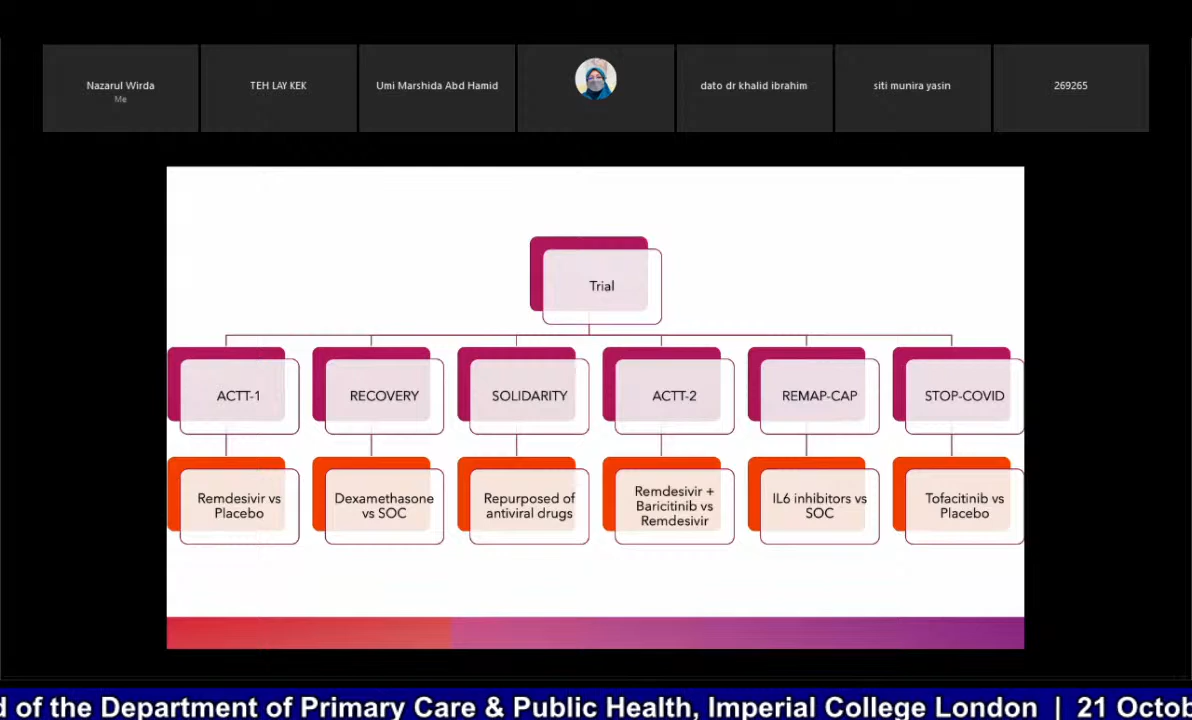 Nazarul Wirda
Me
TEH LAY KEK
Umi Marshida Abd Hamid
dato dr khalid ibrahim
siti munira yasin
269265
Trial
ACTT-1
RECOVERY
SOLIDARITY
ACTT-2
REMAP-CAP
STOP-COVID
Remdesivir vs
Placebo
Dexamethasone
vs SOC
Repurposed of
antiviral drugs
Remdesivir +
Baricitinib vs
Remdesivir
IL6 inhibitors vs
SOC
Tofacitinib vs
Placebo
d of the Department of Primary Care & Public Health, Imperial College London | 21 Octob